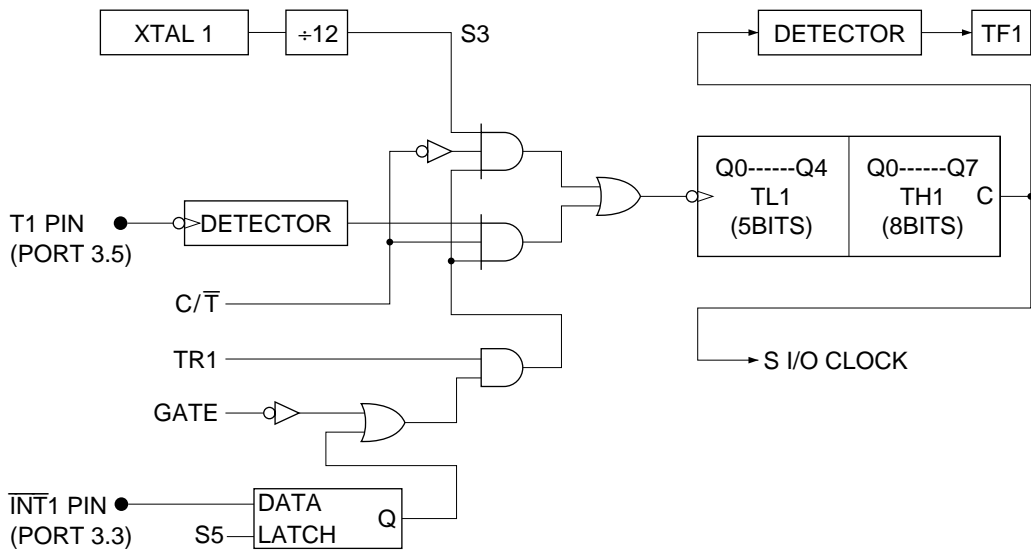 XTAL 1
÷12
S3
DETECTOR
TF1
Q0------Q4
TL1
(5BITS)
Q0------Q7
TH1
(8BITS)
C
T1 PIN
(PORT 3.5)
DETECTOR
C/T̅
TR1
S I/O CLOCK
GATE
I̅N̅T̅1 PIN
(PORT 3.3)
DATA
LATCH
Q
S5